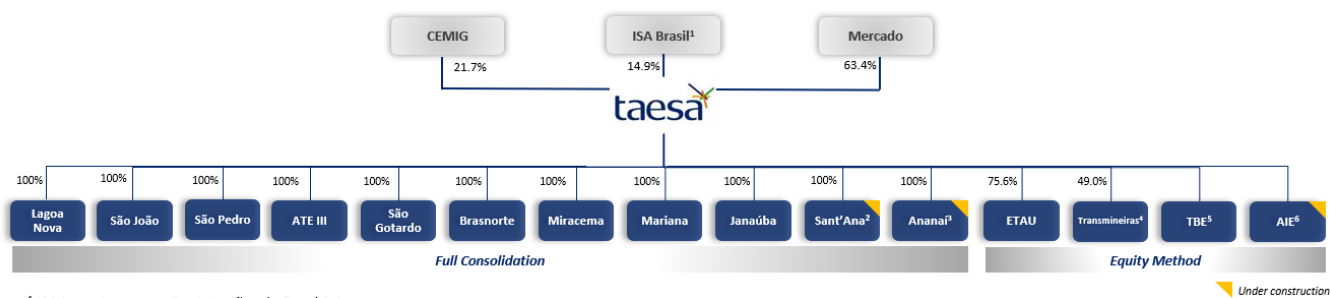 CEMIG
ISA Brasil¹
Mercado
21.7%
14.9%
63.4%
taesa
100%
100%
100%
100%
100%
100%
100%
100%
100%
100%
100%
75.6%
49.0%
Lagoa
Nova
São João
São Pedro
ATE III
São
Gotardo
Brasnorte
Miracema
Mariana
Janaúba
Sant'Ana²
Ananaí³
ETAU
Transmineiras⁴
TBE⁵
AIE⁶
Full Consolidation
Equity Method
Under construction